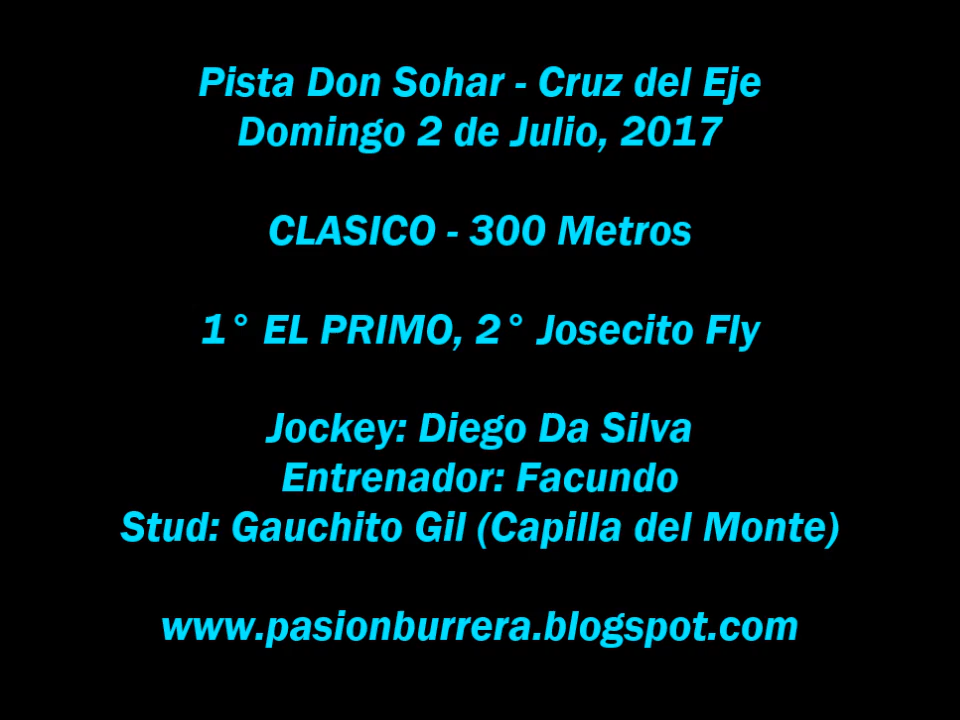 Pista Don Sohar - Cruz del Eje
Domingo 2 de Julio, 2017
CLASICO - 300 Metros
1° EL PRIMO, 2° Josecito Fly
Jockey: Diego Da Silva
Entrenador: Facundo
Stud: Gauchito Gil (Capilla del Monte)
www.pasionburrera.blogspot.com